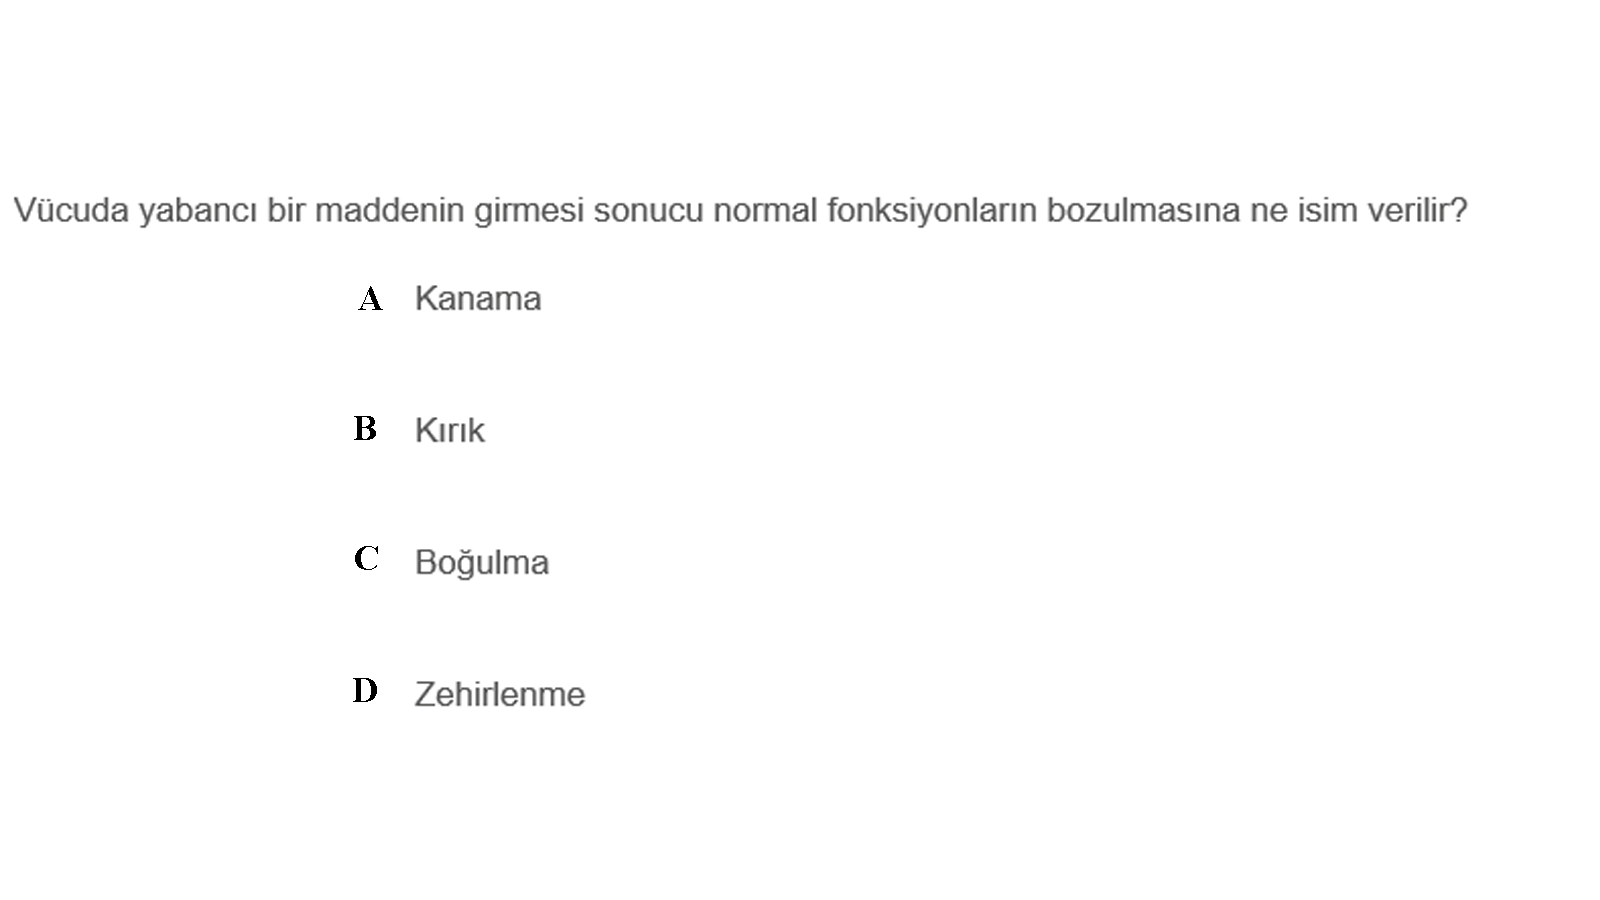 Vücuda yabancı bir maddenin girmesi sonucu normal fonksiyonların bozulmasına ne isim verilir?
A Kanama
B Kırık
C Boğulma
D Zehirlenme